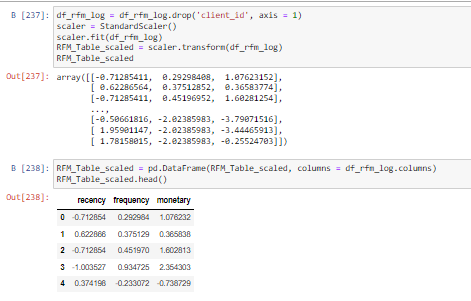 В [237]: df_rfm_log = df_rfm_log.drop('client_id', axis = 1)
scaler = StandardScaler()
scaler.fit(df_rfm_log)
RFM_Table_scaled = scaler.transform(df_rfm_log)
RFM_Table_scaled
Out[237]: array([[-0.71285411, 0.29298408, 1.07623152],
[ 0.62286564, 0.37512852, 0.36583774],
[-0.71285411, 0.45196952, 1.60281254],
...,
[-0.50661816, -2.02385983, -3.79071516],
[ 1.95901147, -2.02385983, -3.44465913],
[ 1.78158015, -2.02385983, -0.25524703]])
В [238]: RFM_Table_scaled = pd.DataFrame(RFM_Table_scaled, columns = df_rfm_log.columns)
RFM_Table_scaled.head()
Out[238]:
recency frequency monetary
0 -0.712854 0.292984 1.076232
1 0.622866 0.375129 0.365838
2 -0.712854 0.451970 1.602813
3 -1.003527 0.934725 2.354303
4 0.374198 -0.233072 -0.738729